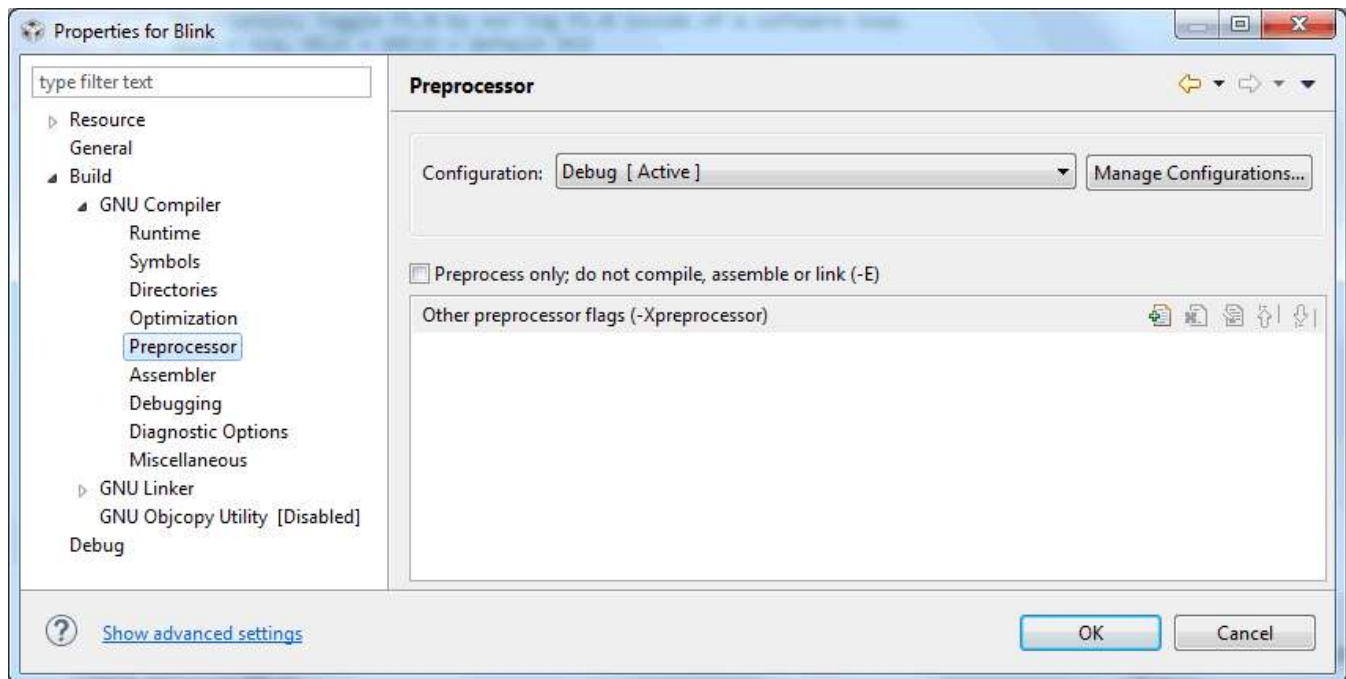 Properties for Blink
type filter text
Resource
General
Build
GNU Compiler
Runtime
Symbols
Directories
Optimization
Preprocessor
Assembler
Debugging
Diagnostic Options
Miscellaneous
GNU Linker
GNU Objcopy Utility [Disabled]
Debug
Preprocessor
Configuration: Debug [ Active ] Manage Configurations...
Preprocess only; do not compile, assemble or link (-E)
Other preprocessor flags (-Xpreprocessor)
Show advanced settings
OK Cancel